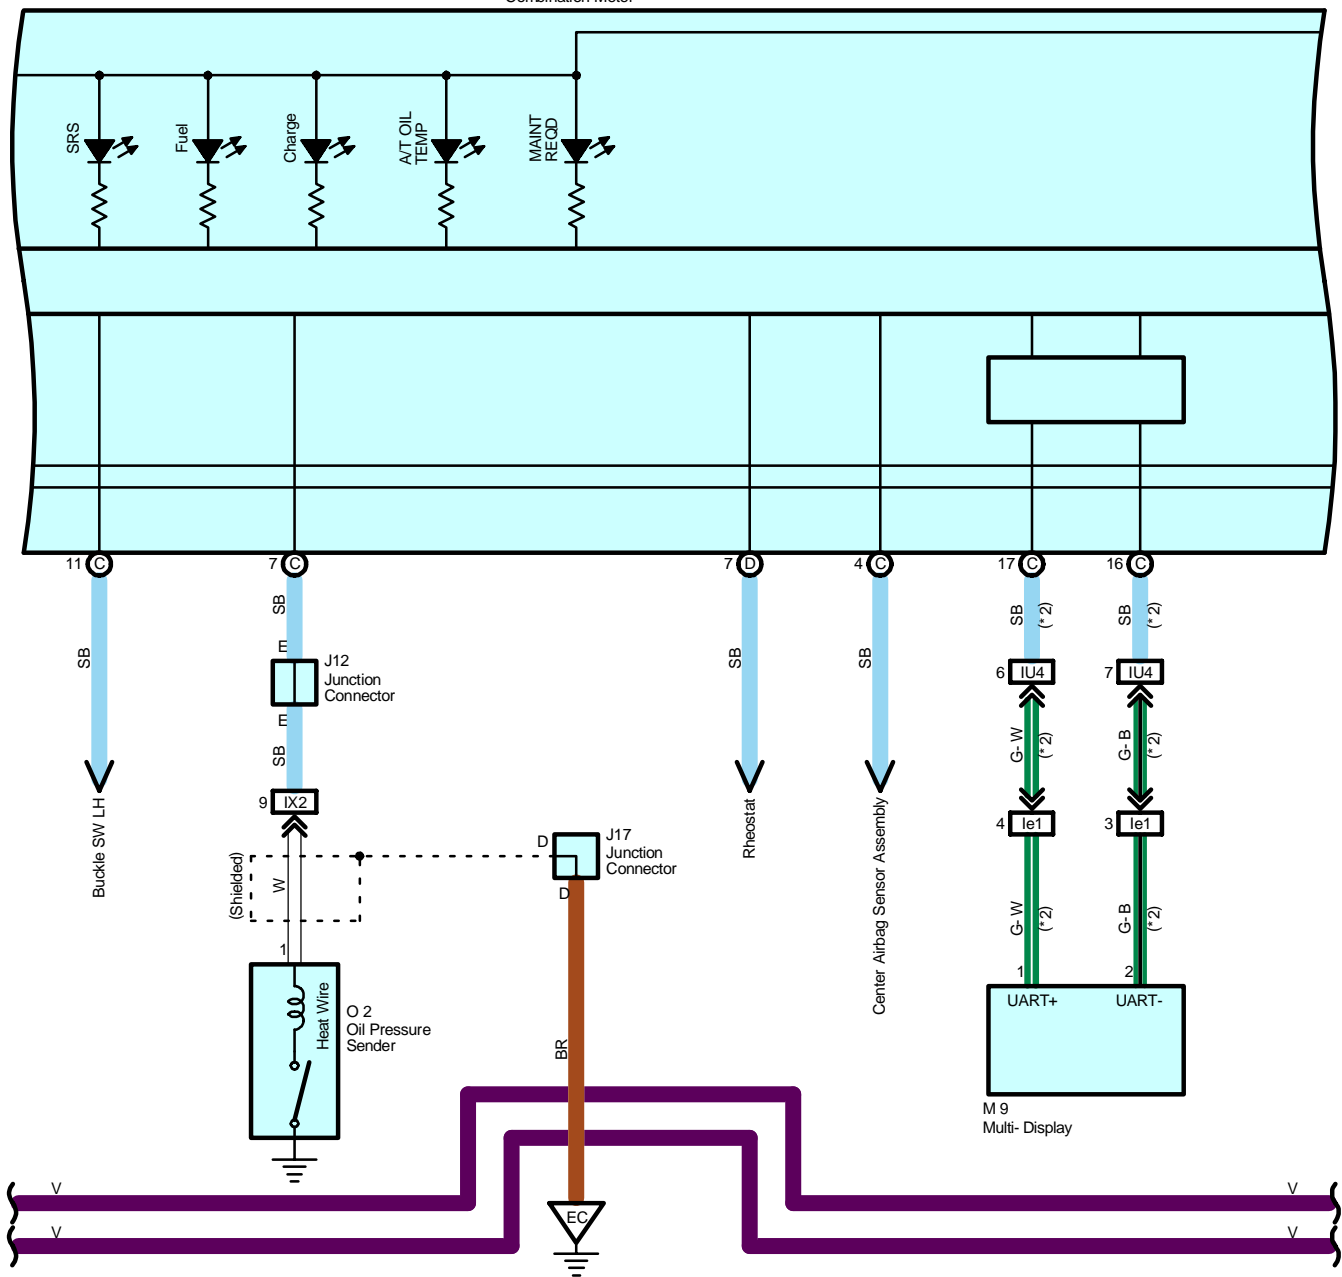 Combination Meter
SRS
Fuel
Charge
A/T OIL
TEMP
MAINT
REQD
11 C
7 C
7 D
4 C
17 C
16 C
SB
SB
SB
SB
SB
(* 2)
SB
(* 2)
E
J12
Junction
Connector
E
SB
6 IU4
7 IU4
G- W
(* 2)
G- B
(* 2)
9 IX2
Buckle SW LH
Rheostat
Center Airbag Sensor Assembly
4 Ie1
3 Ie1
(Shielded)
W
D
J17
Junction
Connector
D
G- W
(* 2)
G- B
(* 2)
1
1
2
UART+
UART-
Heat Wire
O 2
Oil Pressure
Sender
BR
M 9
Multi- Display
V
V
V
V
EC